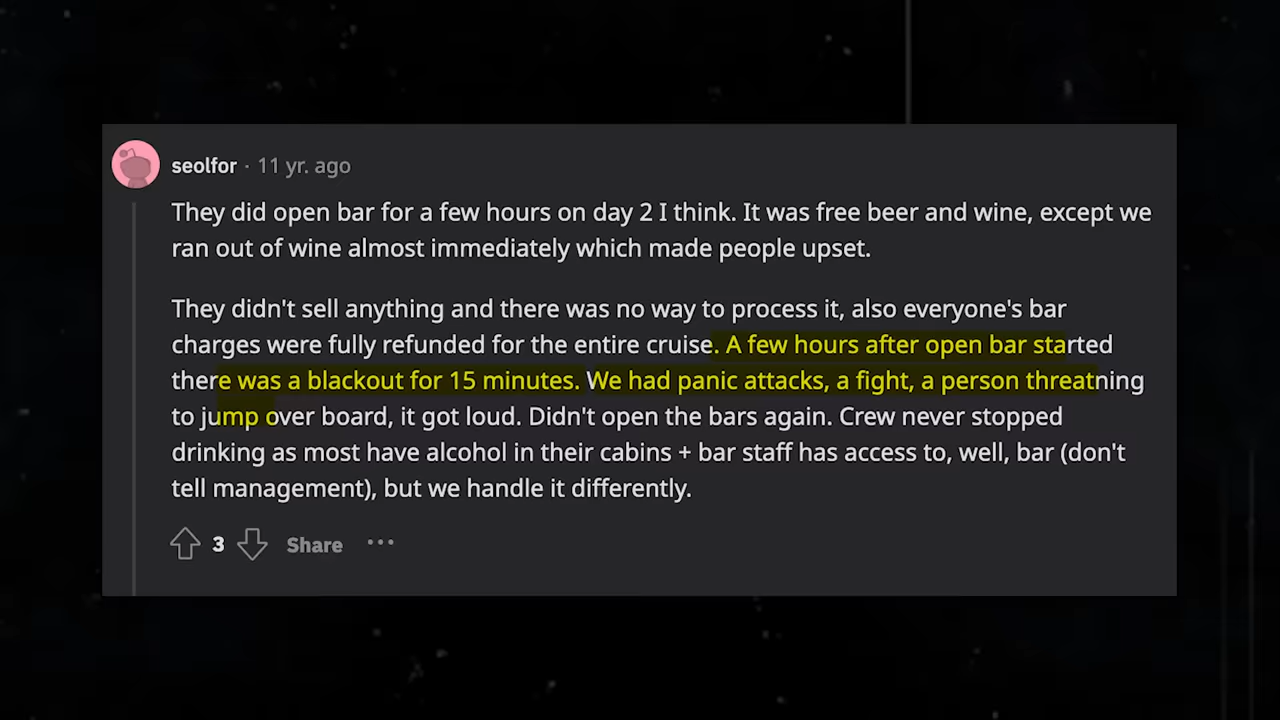 seolfor · 11 yr. ago
They did open bar for a few hours on day 2 I think. It was free beer and wine, except we
ran out of wine almost immediately which made people upset.
They didn't sell anything and there was no way to process it, also everyone's bar
charges were fully refunded for the entire cruise. A few hours after open bar started
there was a blackout for 15 minutes. We had panic attacks, a fight, a person threatning
to jump over board, it got loud. Didn't open the bars again. Crew never stopped
drinking as most have alcohol in their cabins + bar staff has access to, well, bar (don't
tell management), but we handle it differently.
3 Share ···